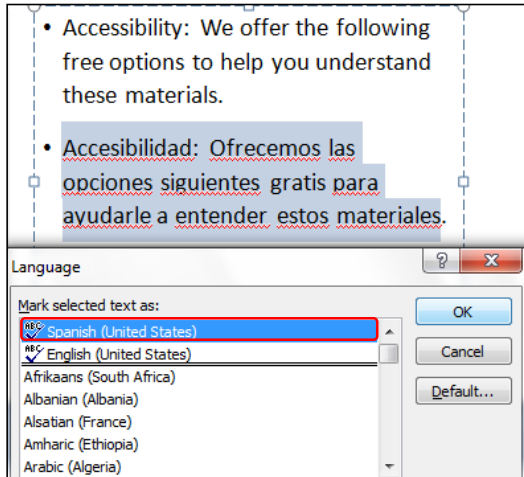 • Accessibility: We offer the following
free options to help you understand
these materials.
• Accesibilidad: Ofrecemos las
opciones siguientes gratis para
ayudarle a entender estos materiales.
Language
? X
Mark selected text as:
ABC Spanish (United States)
ABC English (United States)
Afrikaans (South Africa)
Albanian (Albania)
Alsatian (France)
Amharic (Ethiopia)
Arabic (Algeria)
OK
Cancel
Default...